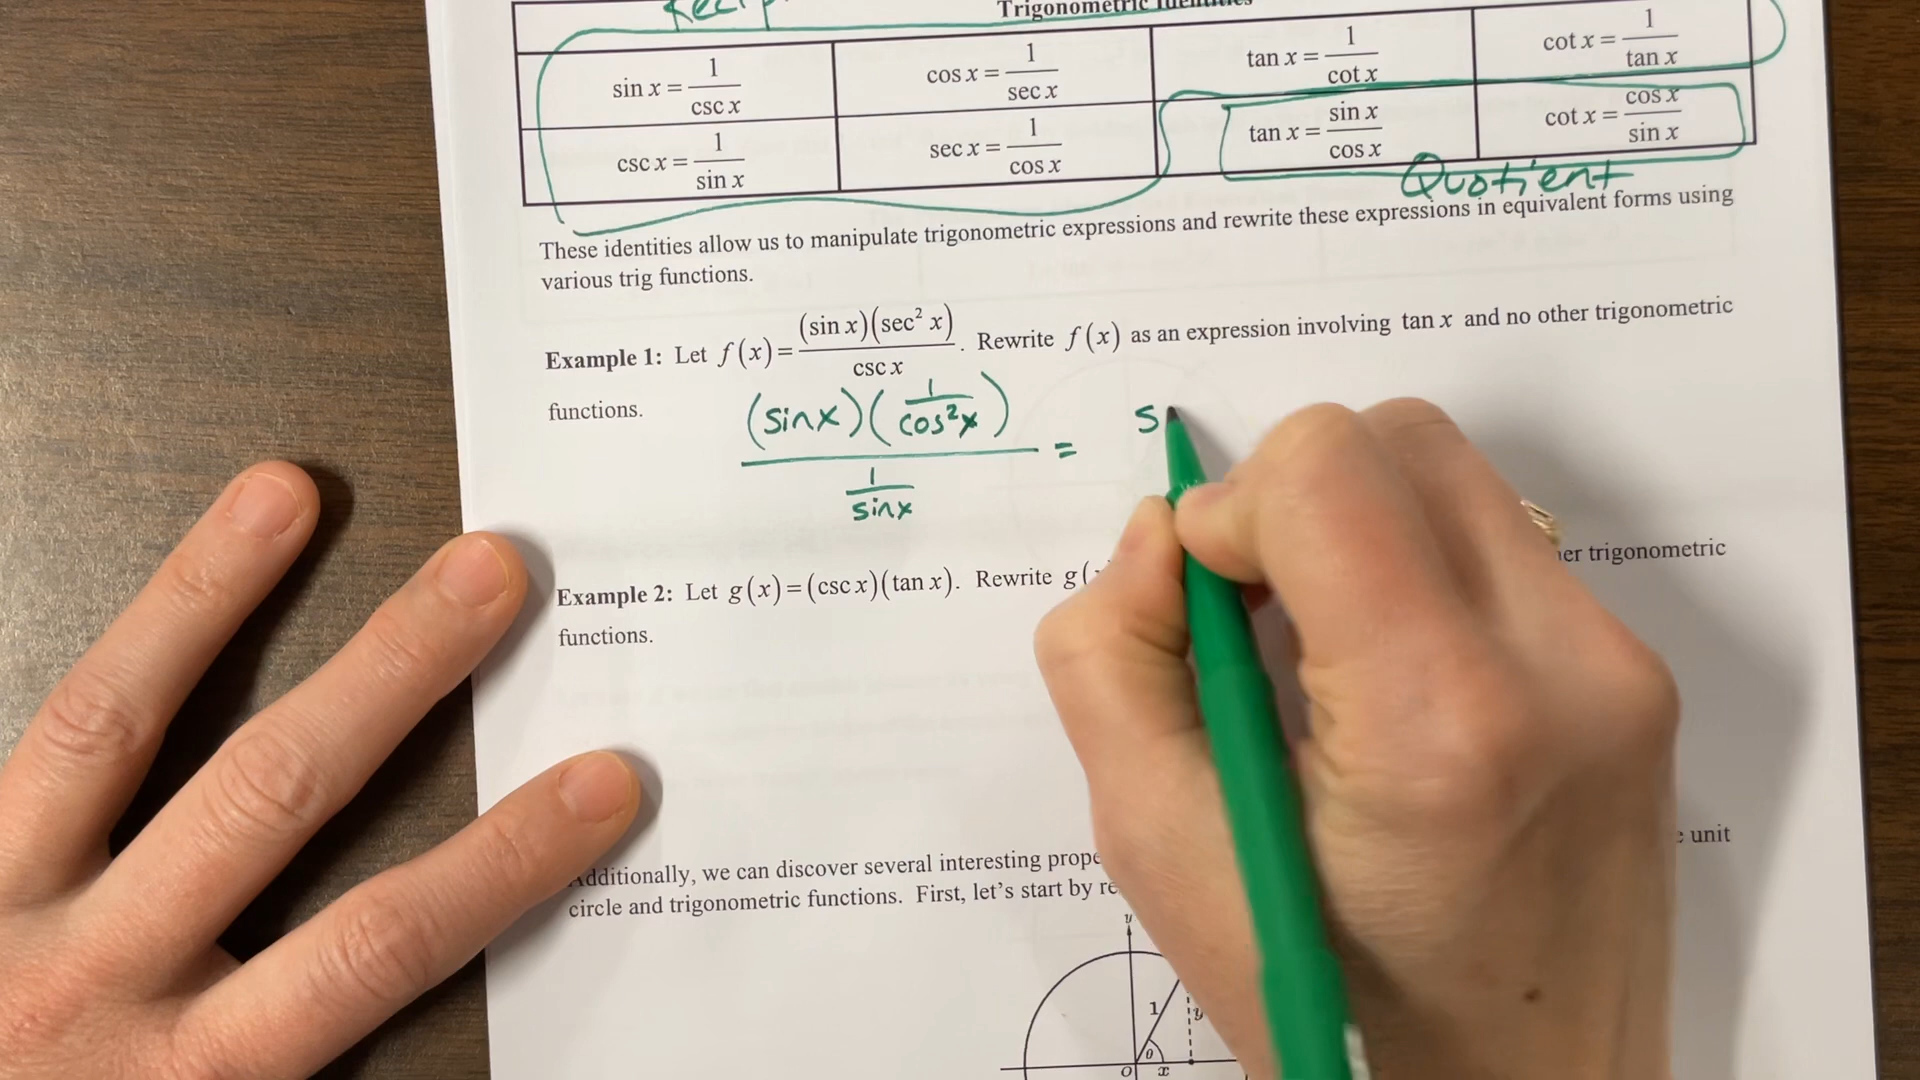 Trigonometric Identities
sin x = 1/csc x cos x = 1/sec x tan x = 1/cot x cot x = 1/tan x
csc x = 1/sin x sec x = 1/cos x tan x = sin x/cos x cot x = cos x/sin x
Quotient
These identities allow us to manipulate trigonometric expressions and rewrite these expressions in equivalent forms using
various trig functions.
Example 1: Let f(x) = (sin x)(sec² x)/csc x. Rewrite f(x) as an expression involving tan x and no other trigonometric
functions.
(sinx)(1/cos²x)/(1/sinx) = s
Example 2: Let g(x) = (csc x)(tan x). Rewrite g( er trigonometric
functions.
unit
Additionally, we can discover several interesting prope
circle and trigonometric functions. First, let's start by re
y
1 y
θ
O x